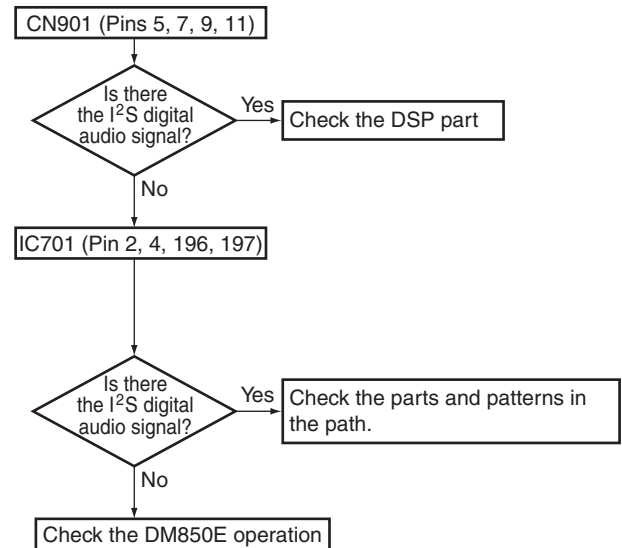 CN901 (Pins 5, 7, 9, 11)
Is there
the I²S digital
audio signal?
Yes
Check the DSP part
No
IC701 (Pin 2, 4, 196, 197)
Is there
the I²S digital
audio signal?
Yes
Check the parts and patterns in
the path.
No
Check the DM850E operation